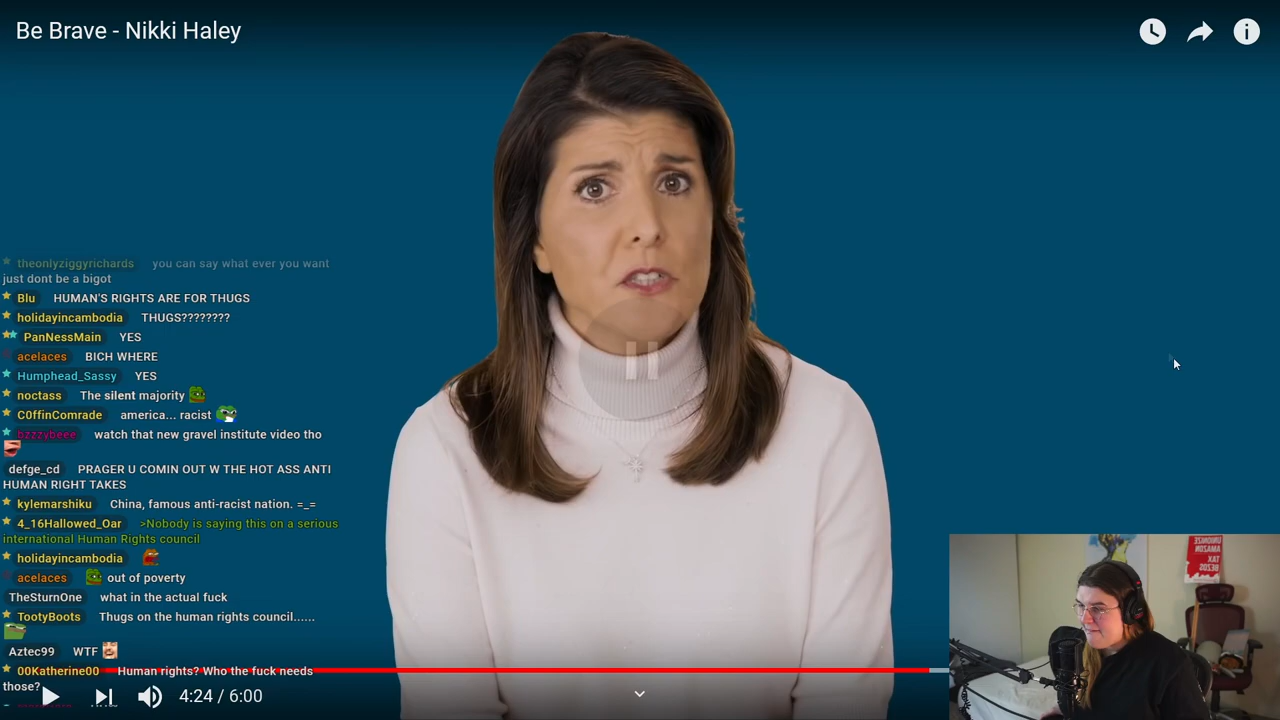 Be Brave - Nikki Haley
theonlyziggyrichards you can say what ever you want
just dont be a bigot
Blu HUMAN'S RIGHTS ARE FOR THUGS
holidayincambodia THUGS????????
PanNessMain YES
acelaces BICH WHERE
Humphead_Sassy YES
noctass The silent majority
C0ffinComrade america... racist
bzzzybeee watch that new gravel institute video tho
defge_cd PRAGER U COMIN OUT W THE HOT ASS ANTI
HUMAN RIGHT TAKES
kylemarshiku China, famous anti-racist nation. =_=
4_16Hallowed_Oar >Nobody is saying this on a serious
international Human Rights council
holidayincambodia
acelaces out of poverty
TheSturnOne what in the actual fuck
TootyBoots Thugs on the human rights council......
Aztec99 WTF
00Katherine00 Human rights? Who the fuck needs
those?
4:24 / 6:00
UNIONIZE
AMAZON
TAX
BEZOS